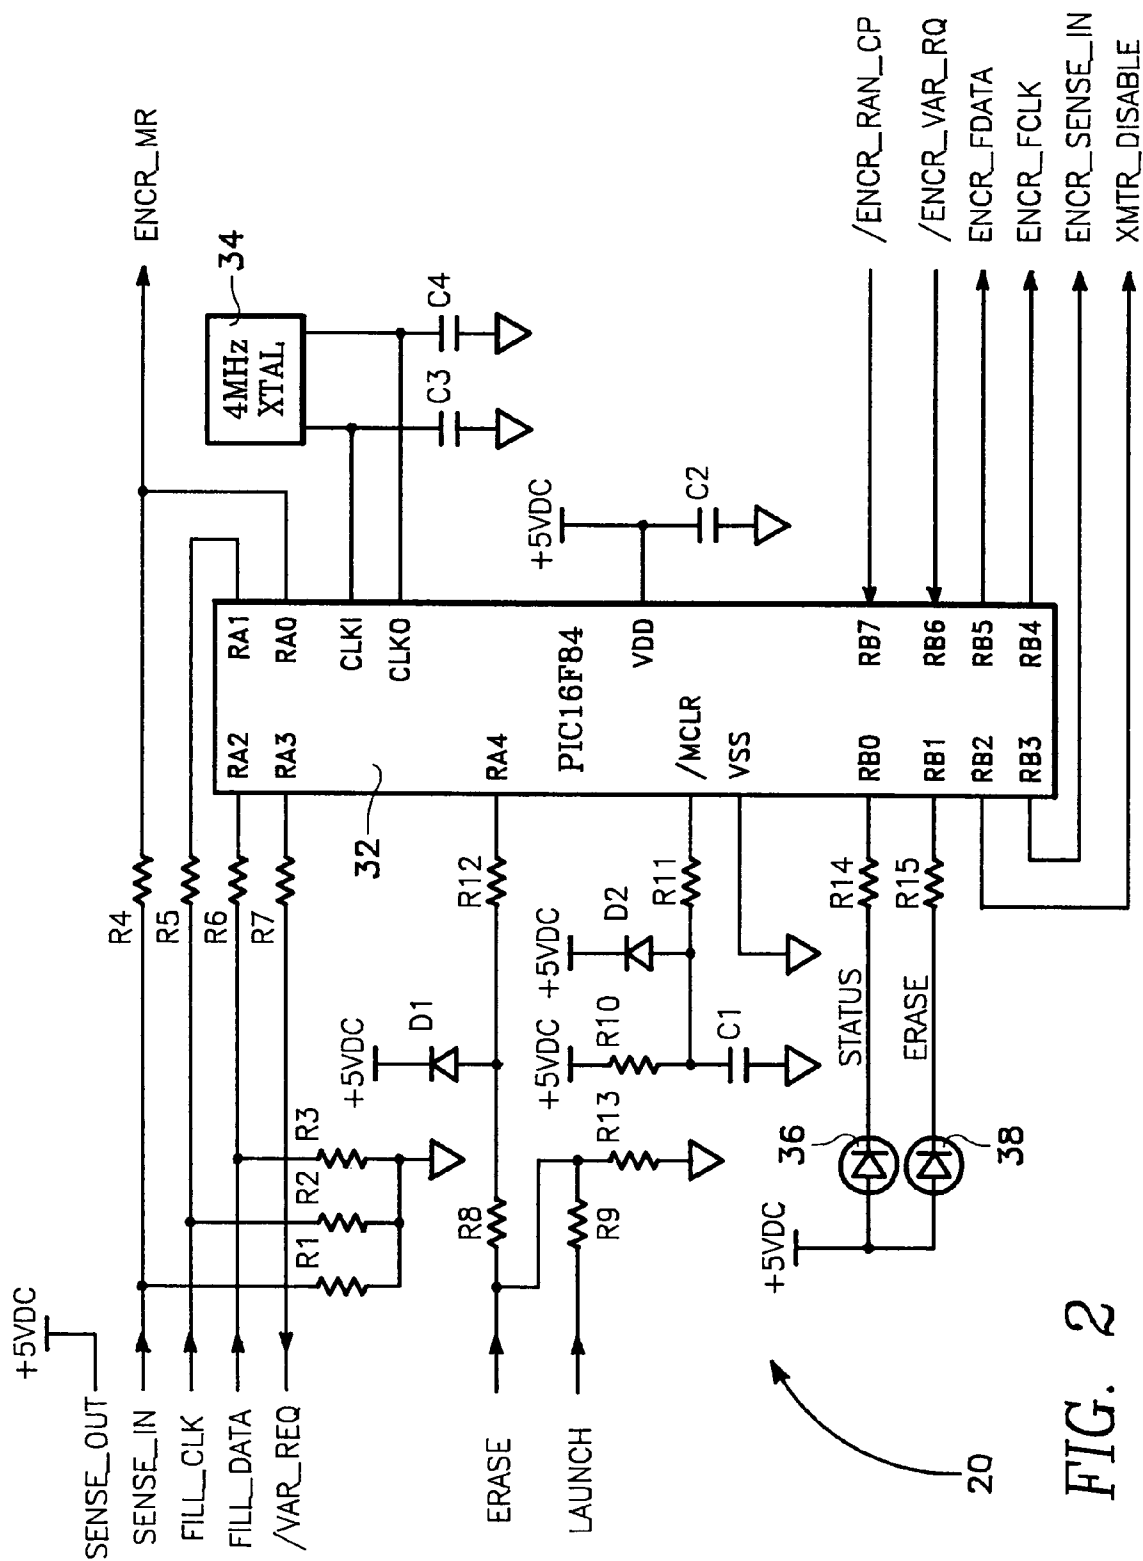 +5VDC
SENSE_OUT
SENSE_IN
FILL_CLK
FILL_DATA
/VAR_REQ
ERASE
LAUNCH
R1
R2
R3
R4
R5
R6
R7
+5VDC
D1
R8
R9
R12
+5VDC
R10
R13
+5VDC
D2
R11
C1
+5VDC
36
38
STATUS
ERASE
R14
R15
32
RA2
RA3
RA4
/MCLR
VSS
RB0
RB1
RB2
RB3
PIC16F84
RA1
RA0
CLKI
CLKO
VDD
RB7
RB6
RB5
RB4
+5VDC
C2
4MHz
XTAL
34
C3
C4
ENCR_MR
/ENCR_RAN_CP
/ENCR_VAR_RQ
ENCR_FDATA
ENCR_FCLK
ENCR_SENSE_IN
XMTR_DISABLE
20
FIG. 2